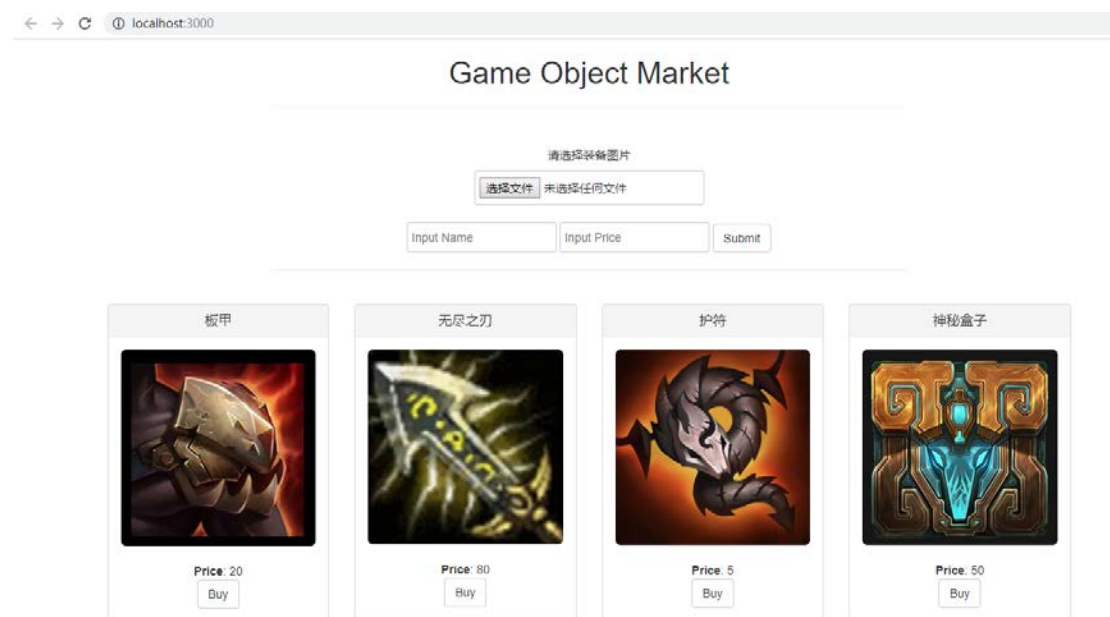 localhost:3000
Game Object Market
请选择装备图片
选择文件 未选择任何文件
Input Name Input Price Submit
板甲 无尽之刃 护符 神秘盒子
Price: 20 Price: 80 Price: 5 Price: 50
Buy Buy Buy Buy